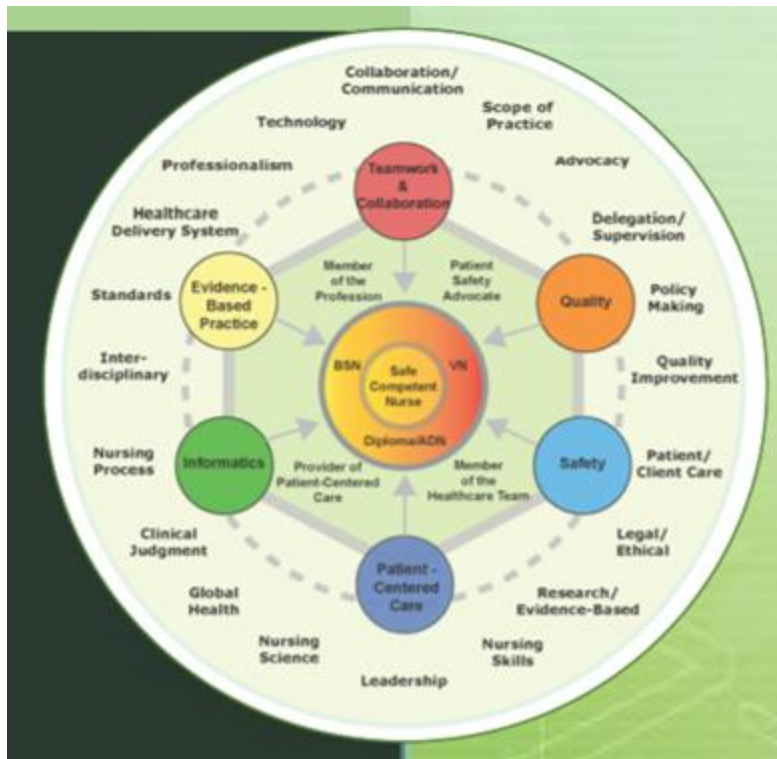 Collaboration/
Communication
Scope of
Practice
Advocacy
Delegation/
Supervision
Policy
Making
Quality
Improvement
Patient/
Client Care
Legal/
Ethical
Research/
Evidence-Based
Nursing
Skills
Leadership
Nursing
Science
Global
Health
Clinical
Judgment
Nursing
Process
Inter-
disciplinary
Standards
Healthcare
Delivery System
Professionalism
Technology
Teamwork
&
Collaboration
Quality
Safety
Patient -
Centered
Care
Informatics
Evidence -
Based
Practice
Member
of the
Profession
Patient
Safety
Advocate
Member
of the
Healthcare Team
Provider of
Patient-Centered
Care
BSN
VN
Diploma/ADN
Safe
Competent
Nurse